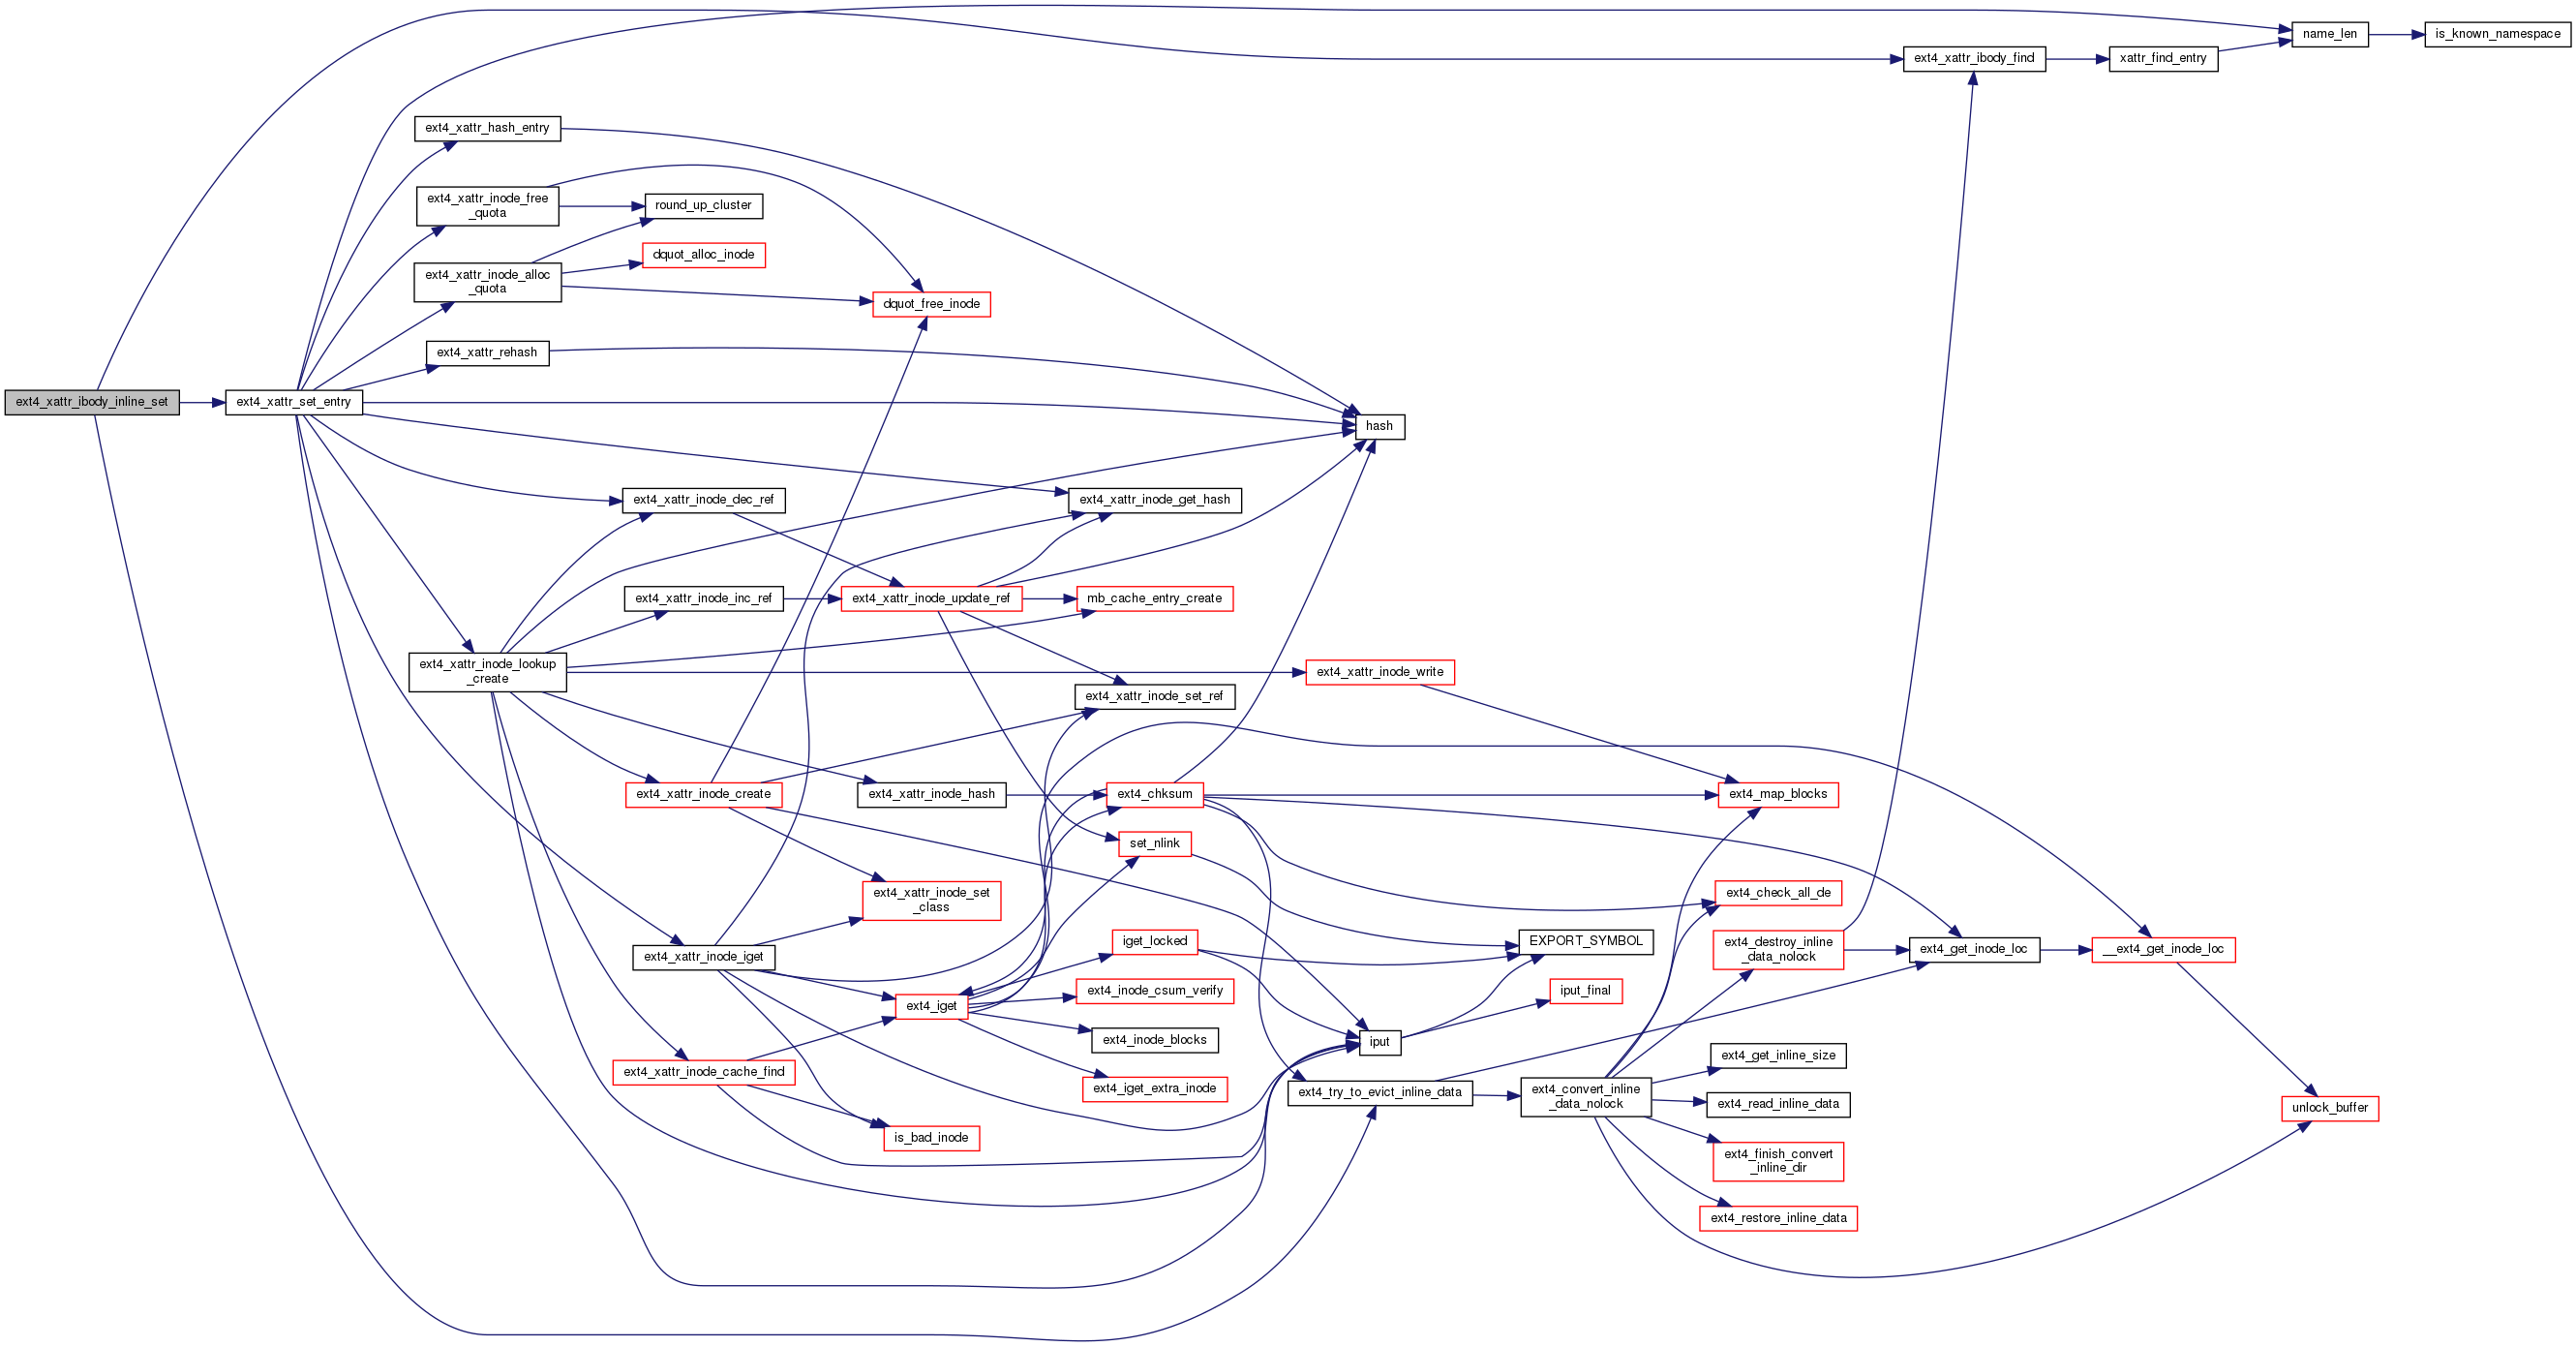 name_len
is_known_namespace
ext4_xattr_ibody_find
xattr_find_entry
ext4_xattr_hash_entry
ext4_xattr_inode_free
_quota
round_up_cluster
dquot_alloc_inode
ext4_xattr_inode_alloc
_quota
dquot_free_inode
ext4_xattr_rehash
ext4_xattr_ibody_inline_set
ext4_xattr_set_entry
hash
ext4_xattr_inode_dec_ref
ext4_xattr_inode_get_hash
ext4_xattr_inode_inc_ref
ext4_xattr_inode_update_ref
mb_cache_entry_create
ext4_xattr_inode_lookup
_create
ext4_xattr_inode_write
ext4_xattr_inode_set_ref
ext4_xattr_inode_create
ext4_xattr_inode_hash
ext4_chksum
ext4_map_blocks
set_nlink
ext4_xattr_inode_set
_class
ext4_check_all_de
iget_locked
EXPORT_SYMBOL
ext4_destroy_inline
_data_nolock
ext4_get_inode_loc
__ext4_get_inode_loc
ext4_xattr_inode_iget
ext4_iget
ext4_inode_csum_verify
iput_final
ext4_inode_blocks
iput
ext4_get_inline_size
ext4_xattr_inode_cache_find
ext4_iget_extra_inode
ext4_try_to_evict_inline_data
ext4_convert_inline
_data_nolock
ext4_read_inline_data
unlock_buffer
is_bad_inode
ext4_finish_convert
_inline_dir
ext4_restore_inline_data